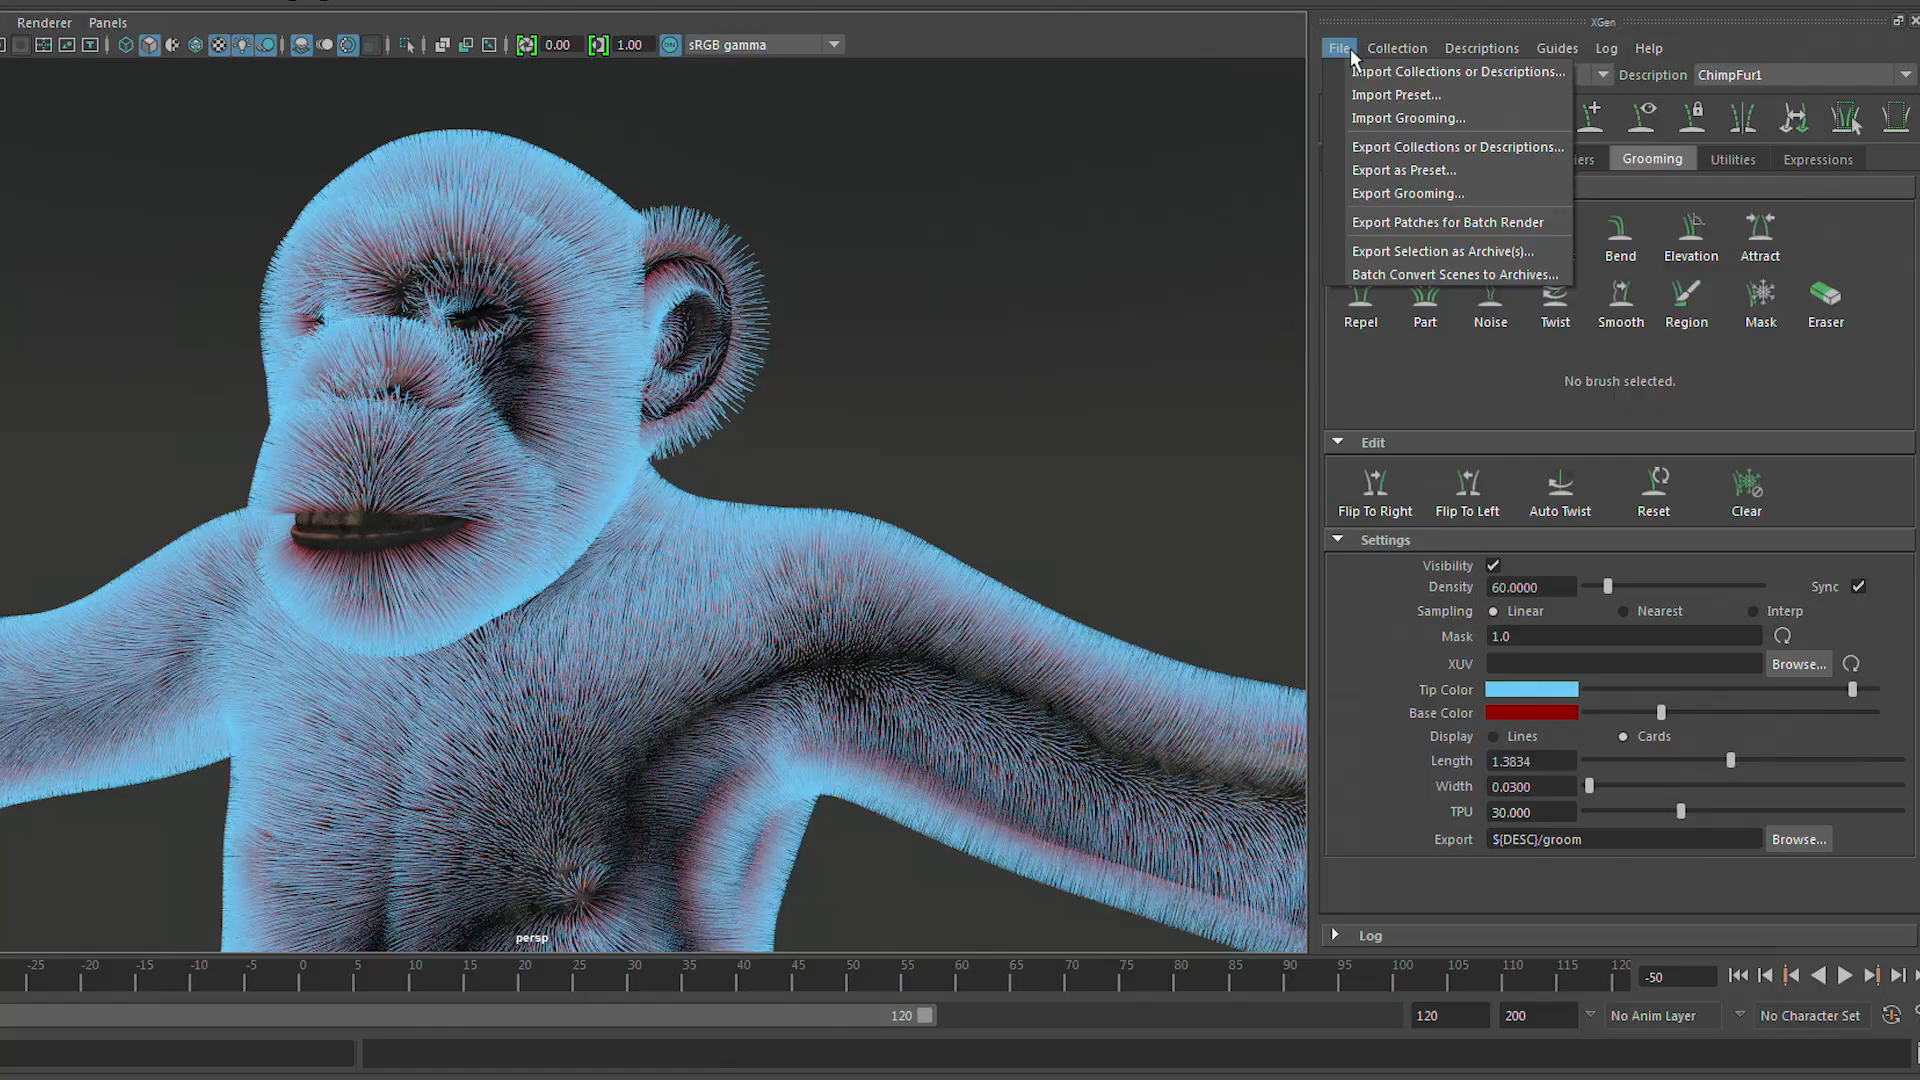 Renderer Panels
0.00 1.00 sRGB gamma
persp
XGen
File Collection Descriptions Guides Log Help
Description ChimpFur1
Import Collections or Descriptions...
Import Preset...
Import Grooming...
Export Collections or Descriptions...
Export as Preset...
Export Grooming...
Export Patches for Batch Render
Export Selection as Archive(s)...
Batch Convert Scenes to Archives...
Grooming Utilities Expressions
Bend Elevation Attract
Repel Part Noise Twist Smooth Region Mask Eraser
No brush selected.
Edit
Flip To Right Flip To Left Auto Twist Reset Clear
Settings
Visibility
Density 60.0000 Sync
Sampling Linear Nearest Interp
Mask 1.0
XUV Browse...
Tip Color
Base Color
Display Lines Cards
Length 1.3834
Width 0.0300
TPU 30.000
Export ${DESC}/groom Browse...
Log
-25 -20 -15 -10 -5 0 5 10 15 20 25 30 35 40 45 50 55 60 65 70 75 80 85 90 95 100 105 110 115 120 -50
120 120 200 No Anim Layer No Character Set